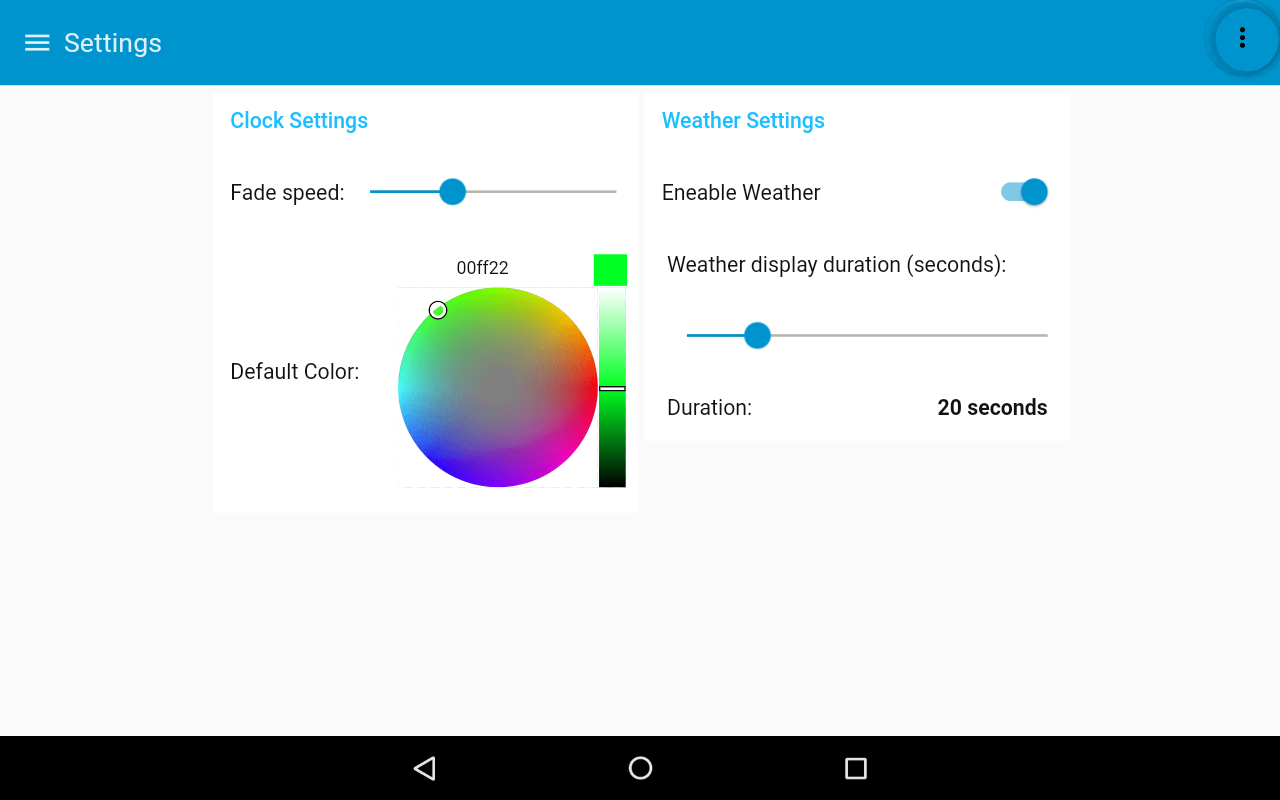 Settings
Clock Settings
Fade speed:
00ff22
Default Color:
Weather Settings
Eneable Weather
Weather display duration (seconds):
Duration:
20 seconds